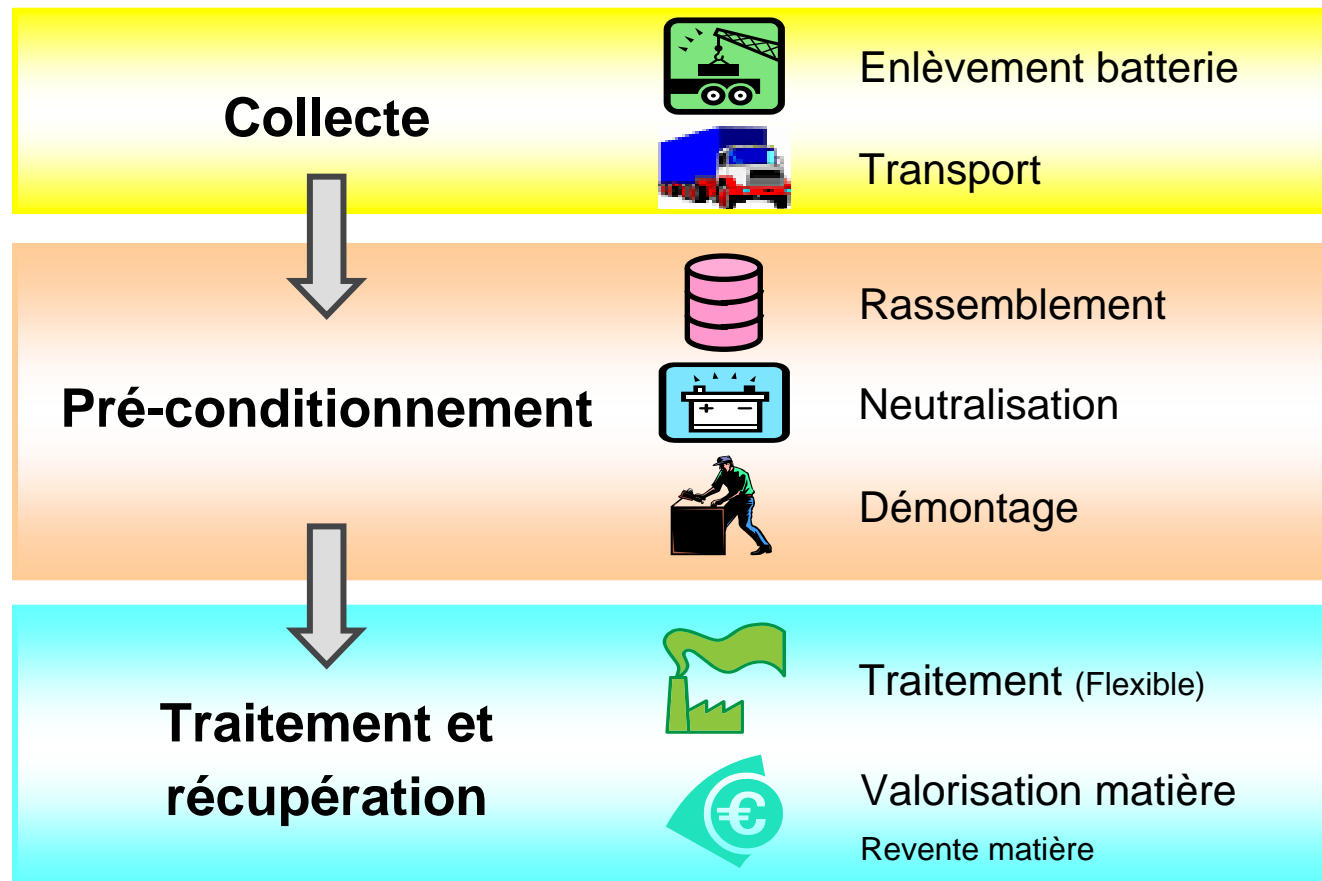 Collecte
Enlèvement batterie
Transport
Pré-conditionnement
Rassemblement
Neutralisation
Démontage
Traitement et
récupération
Traitement (Flexible)
Valorisation matière
Revente matière